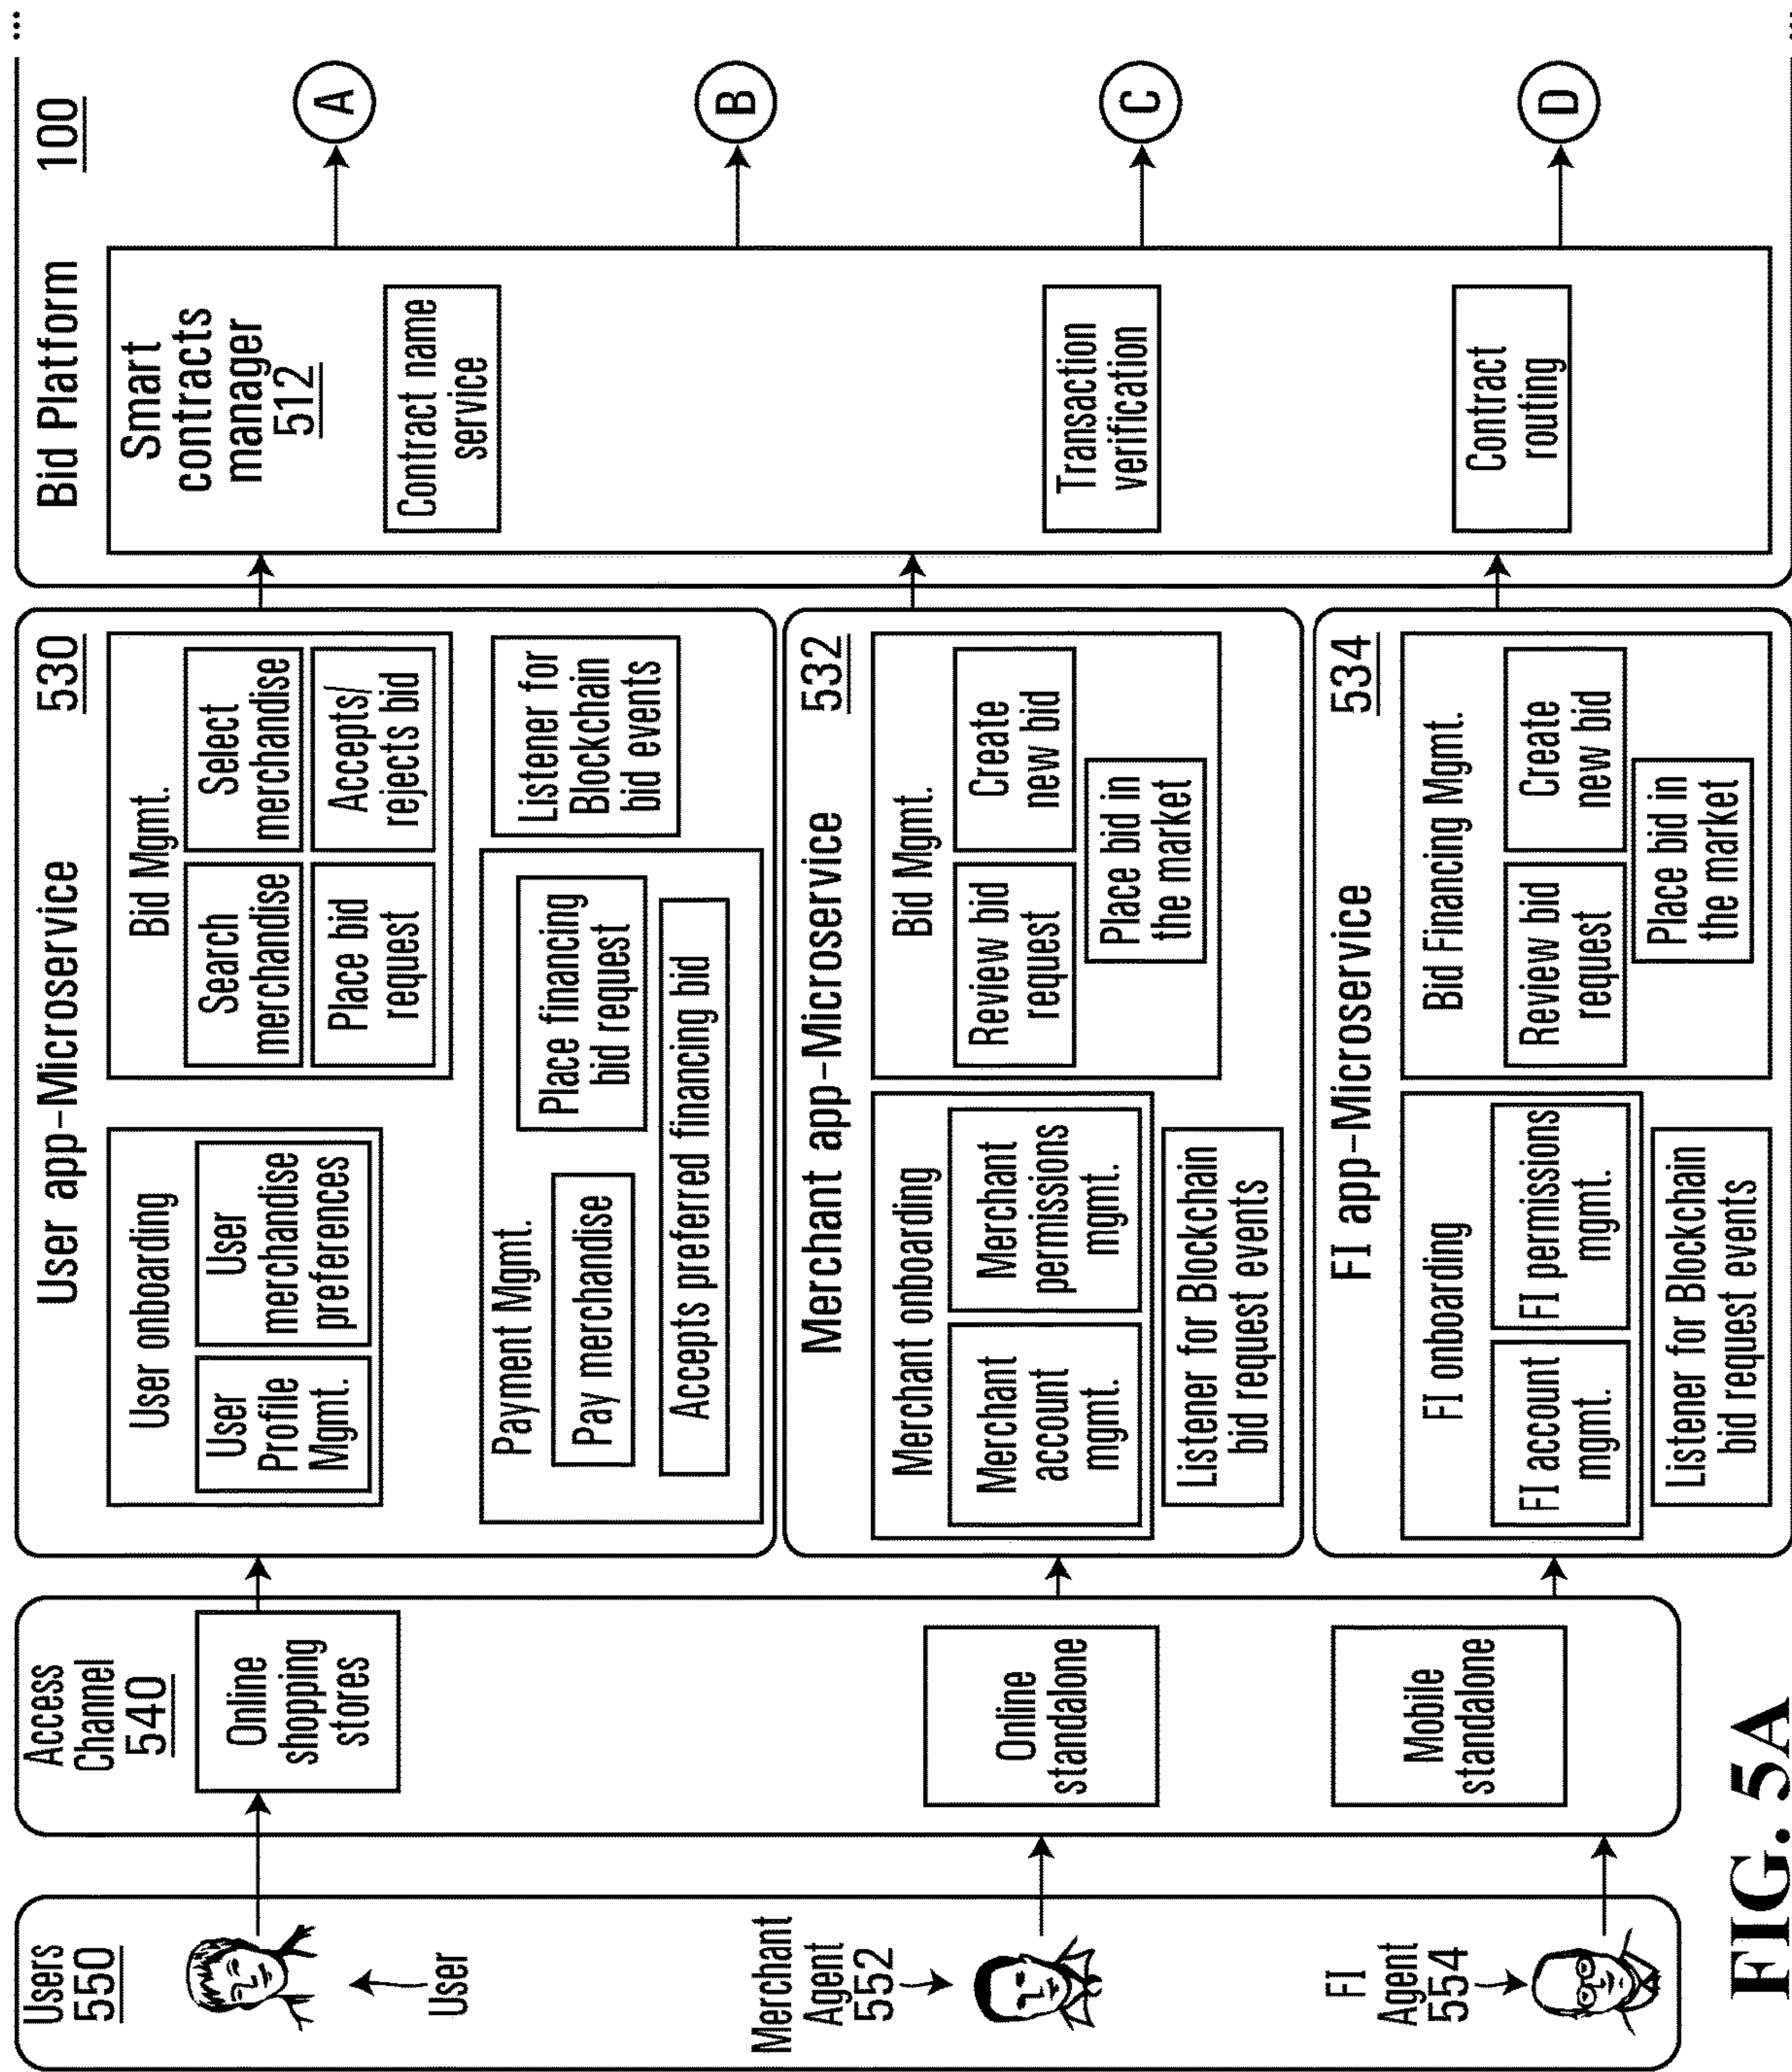 Users
550
User
Merchant
Agent
552
FI
Agent
554
Access
Channel
540
Online
shopping
stores
Online
standalone
Mobile
standalone
User app-Microservice
530
User onboarding
User
Profile
Mgmt.
User
merchandise
preferences
Bid Mgmt.
Search
merchandise
Select
merchandise
Place bid
request
Accepts/
rejects bid
Payment Mgmt.
Pay merchandise
Place financing
bid request
Accepts preferred financing bid
Listener for
Blockchain
bid events
Merchant app-Microservice
532
Merchant onboarding
Merchant
account
mgmt.
Merchant
permissions
mgmt.
Listener for Blockchain
bid request events
Bid Mgmt.
Review bid
request
Create
new bid
Place bid in
the market
FI app-Microservice
534
FI onboarding
FI account
mgmt.
FI permissions
mgmt.
Listener for Blockchain
bid request events
Bid Financing Mgmt.
Review bid
request
Create
new bid
Place bid in
the market
Bid Platform
100
Smart
contracts
manager
512
Contract name
service
Transaction
verification
Contract
routing
A
B
C
D
...
...
FIG. 5A